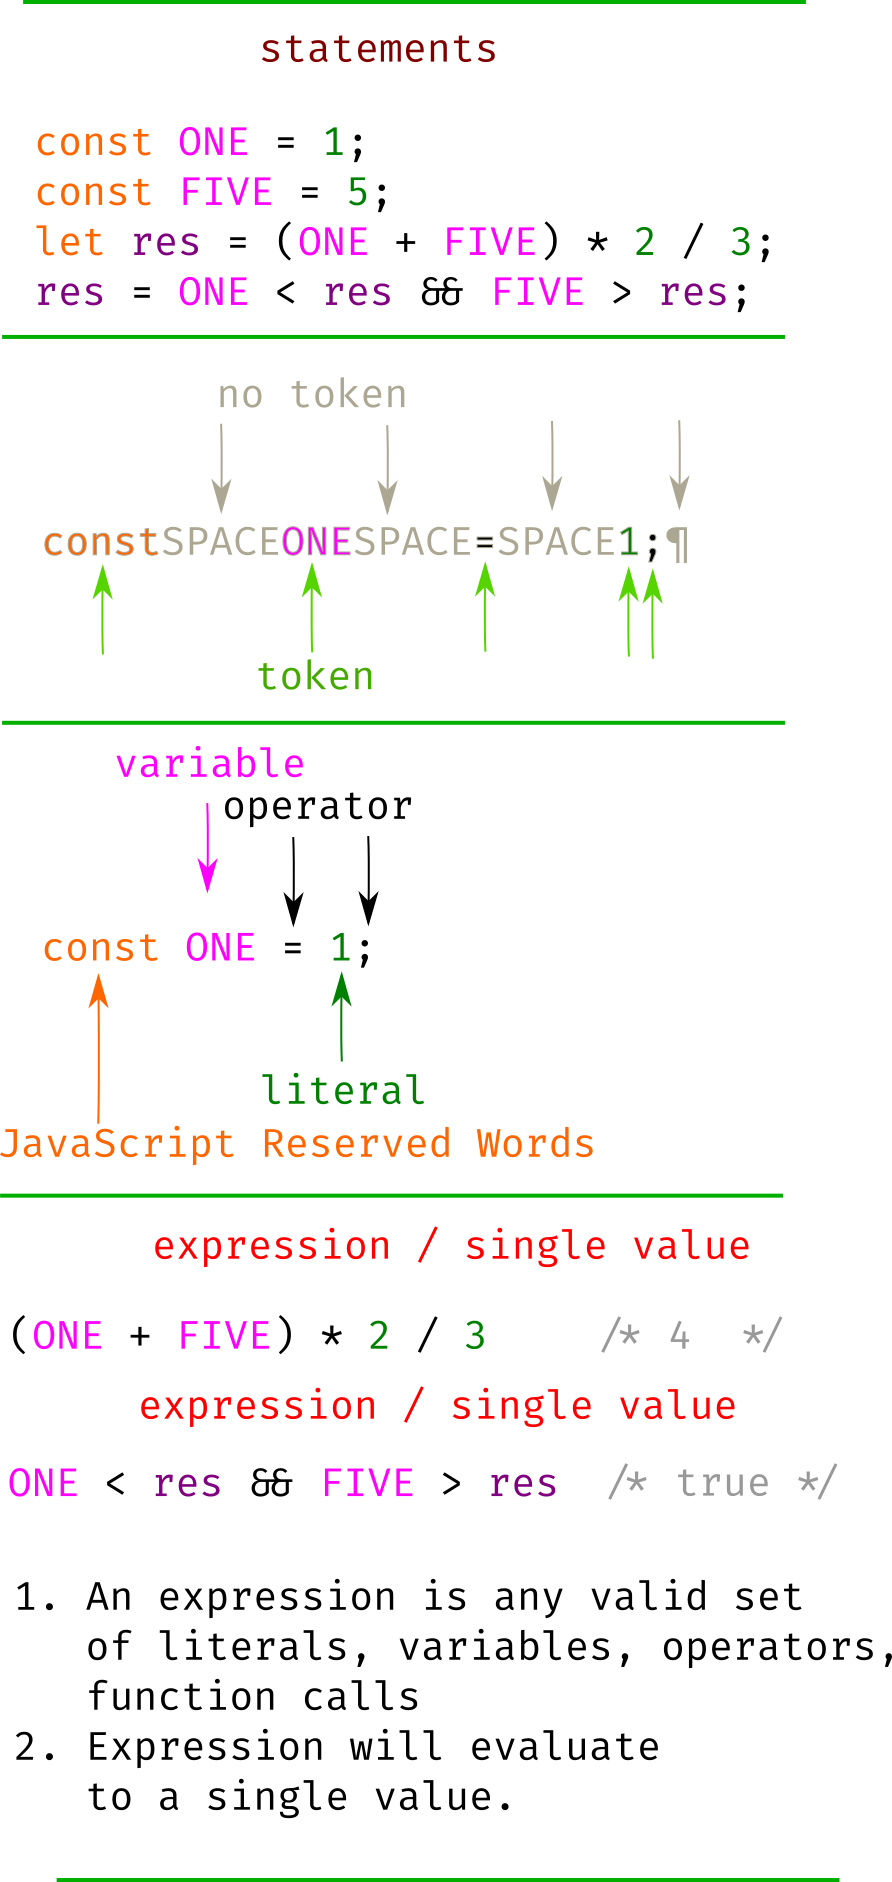 statements
const ONE = 1;
const FIVE = 5;
let res = (ONE + FIVE) * 2 / 3;
res = ONE < res && FIVE > res;
no token
constSPACEONESPACE=SPACE1;¶
token
variable
operator
const ONE = 1;
literal
JavaScript Reserved Words
expression / single value
(ONE + FIVE) * 2 / 3 /* 4 */
expression / single value
ONE < res && FIVE > res /* true */
1. An expression is any valid set
of literals, variables, operators,
function calls
2. Expression will evaluate
to a single value.